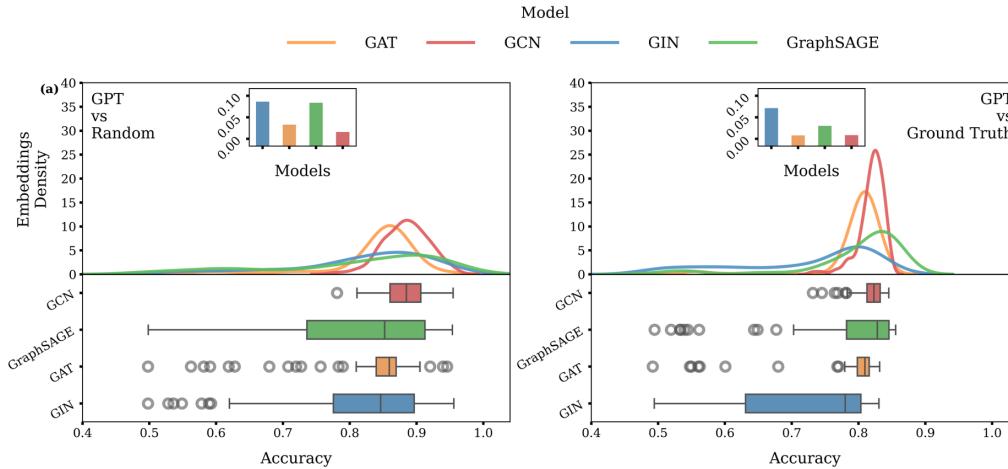 Model
GAT GCN GIN GraphSAGE
(a)
GPT
vs
Random
40
35
30
25
20
15
10
5
0
Embeddings
Density
0.10
0.05
0.00
Models
GCN
GraphSAGE
GAT
GIN
0.4 0.5 0.6 0.7 0.8 0.9 1.0
Accuracy
GPT
vs
Ground Truth
40
35
30
25
20
15
10
5
0
0.10
0.05
0.00
Models
GCN
GraphSAGE
GAT
GIN
0.4 0.5 0.6 0.7 0.8 0.9 1.0
Accuracy